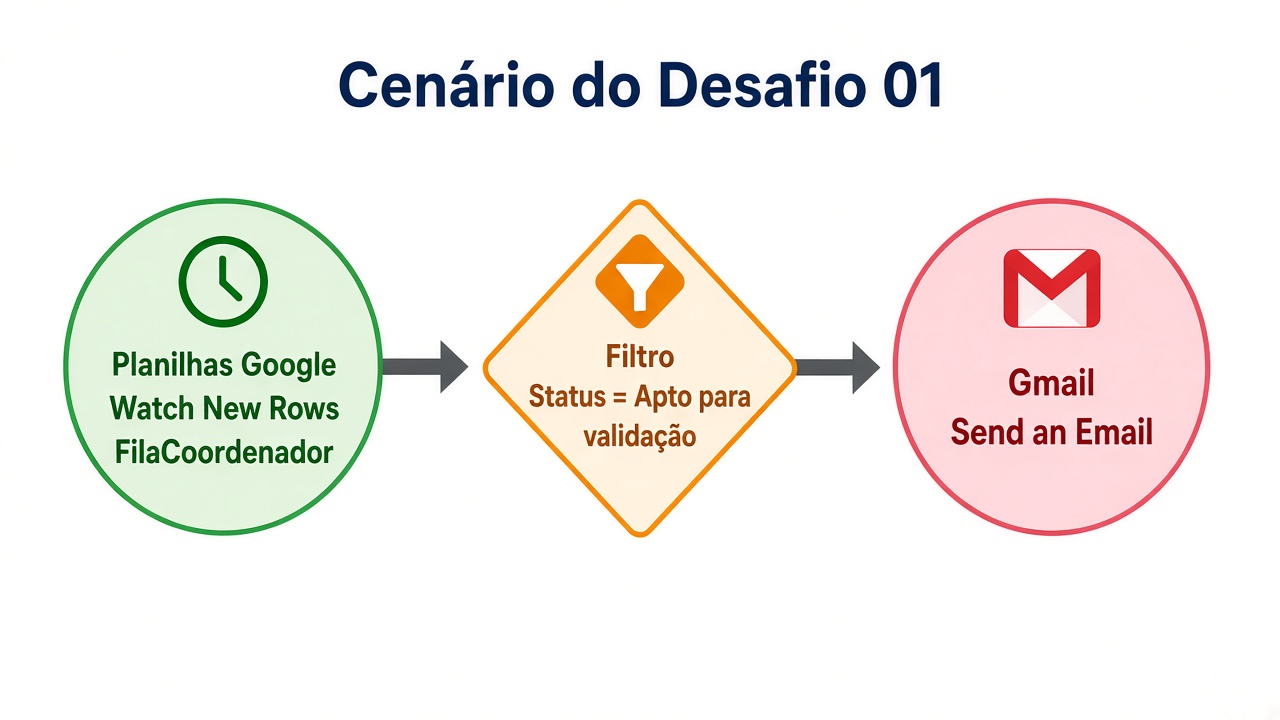 Cenário do Desafio 01
Planilhas Google
Watch New Rows
FilaCoordenador
Filtro
Status = Apto para
validação
Gmail
Send an Email